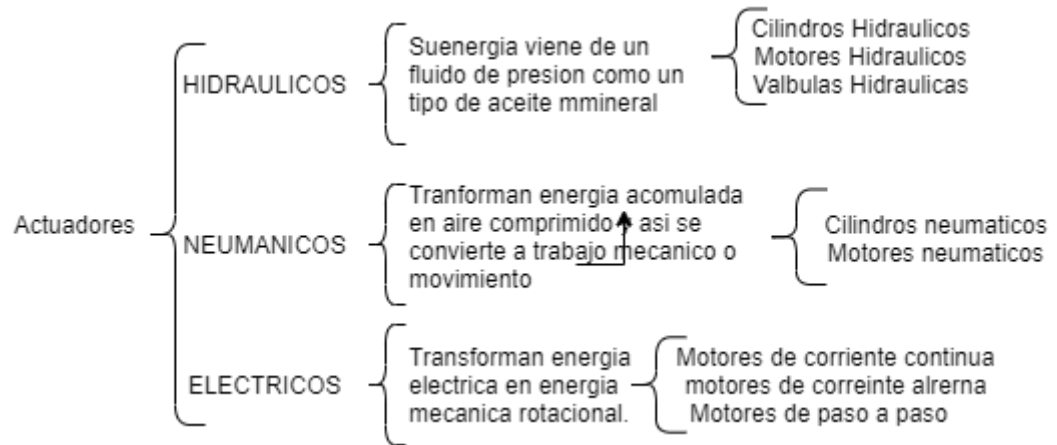 Actuadores
HIDRAULICOS
Suenergia viene de un
fluido de presion como un
tipo de aceite mmineral
Cilindros Hidraulicos
Motores Hidraulicos
Valbulas Hidraulicas
NEUMANICOS
Tranforman energia acomulada
en aire comprimido asi se
convierte a trabajo mecanico o
movimiento
Cilindros neumaticos
Motores neumaticos
ELECTRICOS
Transforman energia
electrica en energia
mecanica rotacional.
Motores de corriente continua
motores de correinte alrerna
Motores de paso a paso